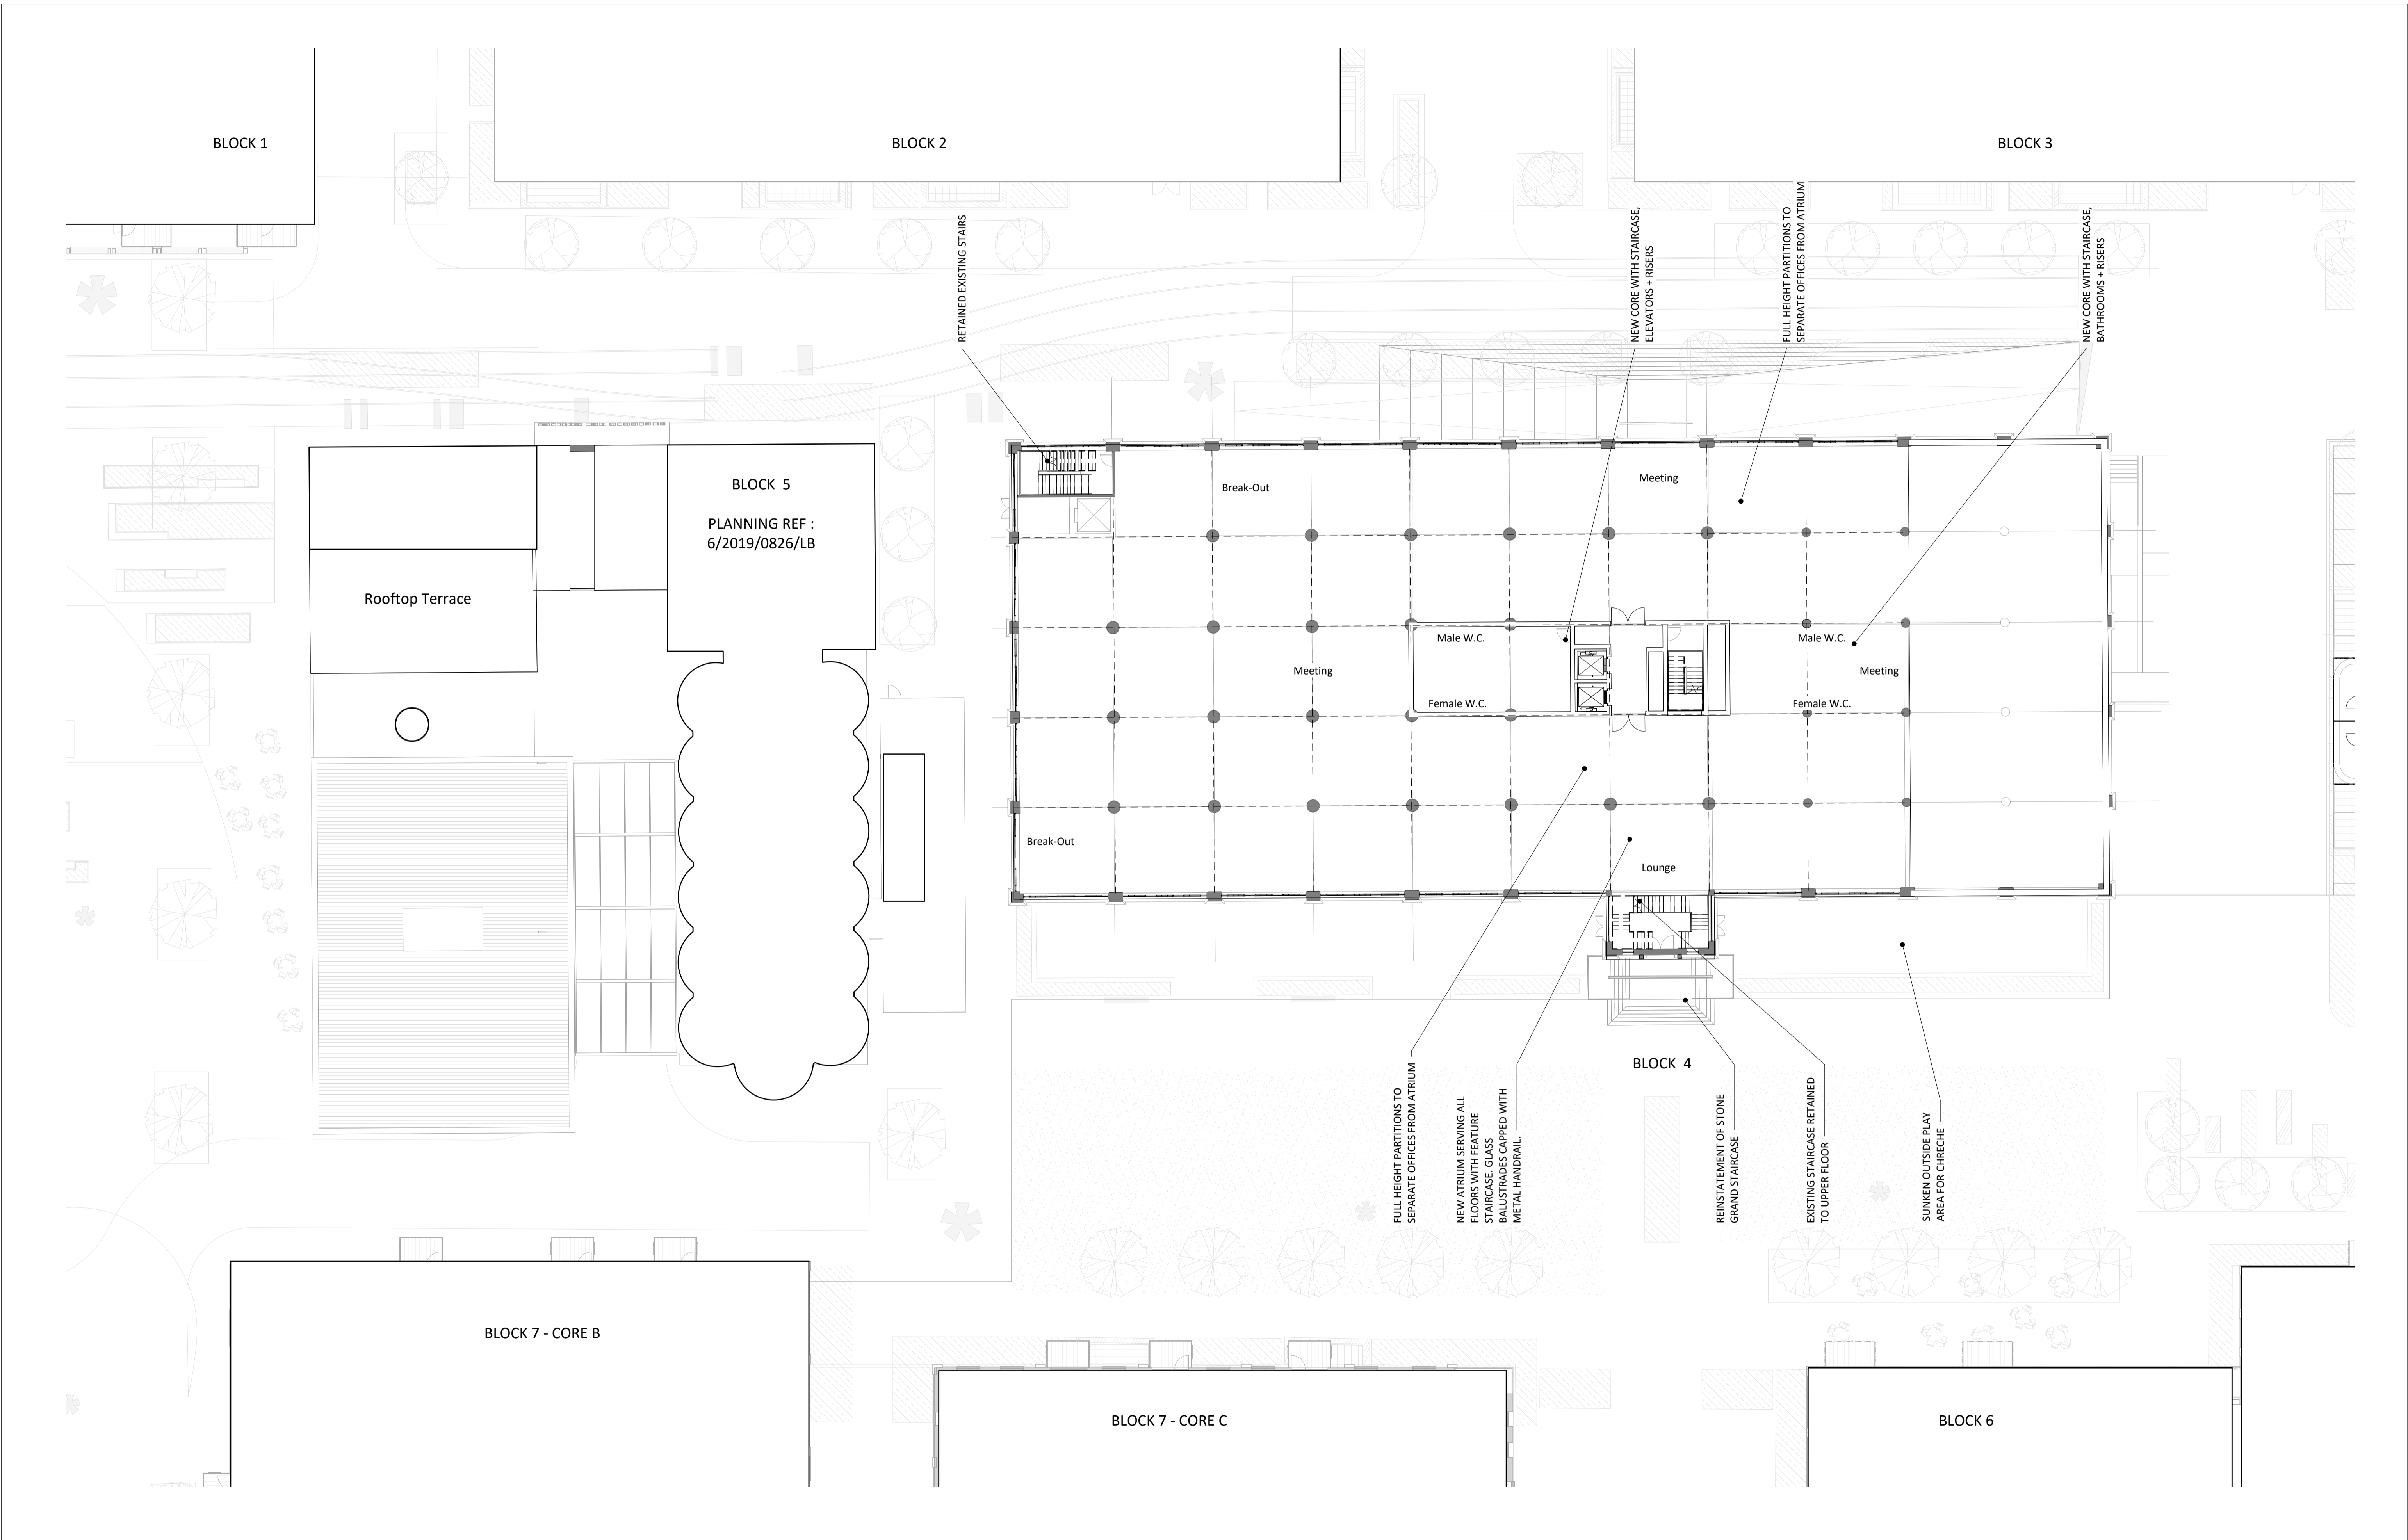 BLOCK 1
BLOCK 2
BLOCK 3
RETAINED EXISTING STAIRS
NEW CORE WITH STAIRCASE,
ELEVATORS + RISERS
FULL HEIGHT PARTITIONS TO
SEPARATE OFFICES FROM ATRIUM
NEW CORE WITH STAIRCASE,
BATHROOMS + RISERS
BLOCK 5
PLANNING REF :
6/2019/0826/LB
Rooftop Terrace
Break-Out
Meeting
Male W.C.
Male W.C.
Meeting
Meeting
Female W.C.
Female W.C.
Break-Out
Lounge
BLOCK 4
FULL HEIGHT PARTITIONS TO
SEPARATE OFFICES FROM ATRIUM
NEW ATRIUM SERVING ALL
FLOORS WITH FEATURE
STAIRCASE. GLASS
BALUSTRADES CAPPED WITH
METAL HANDRAIL.
REINSTATEMENT OF STONE
GRAND STAIRCASE
EXISTING STAIRCASE RETAINED
TO UPPER FLOOR
SUNKEN OUTSIDE PLAY
AREA FOR CHRECHE
BLOCK 7 - CORE B
BLOCK 7 - CORE C
BLOCK 6